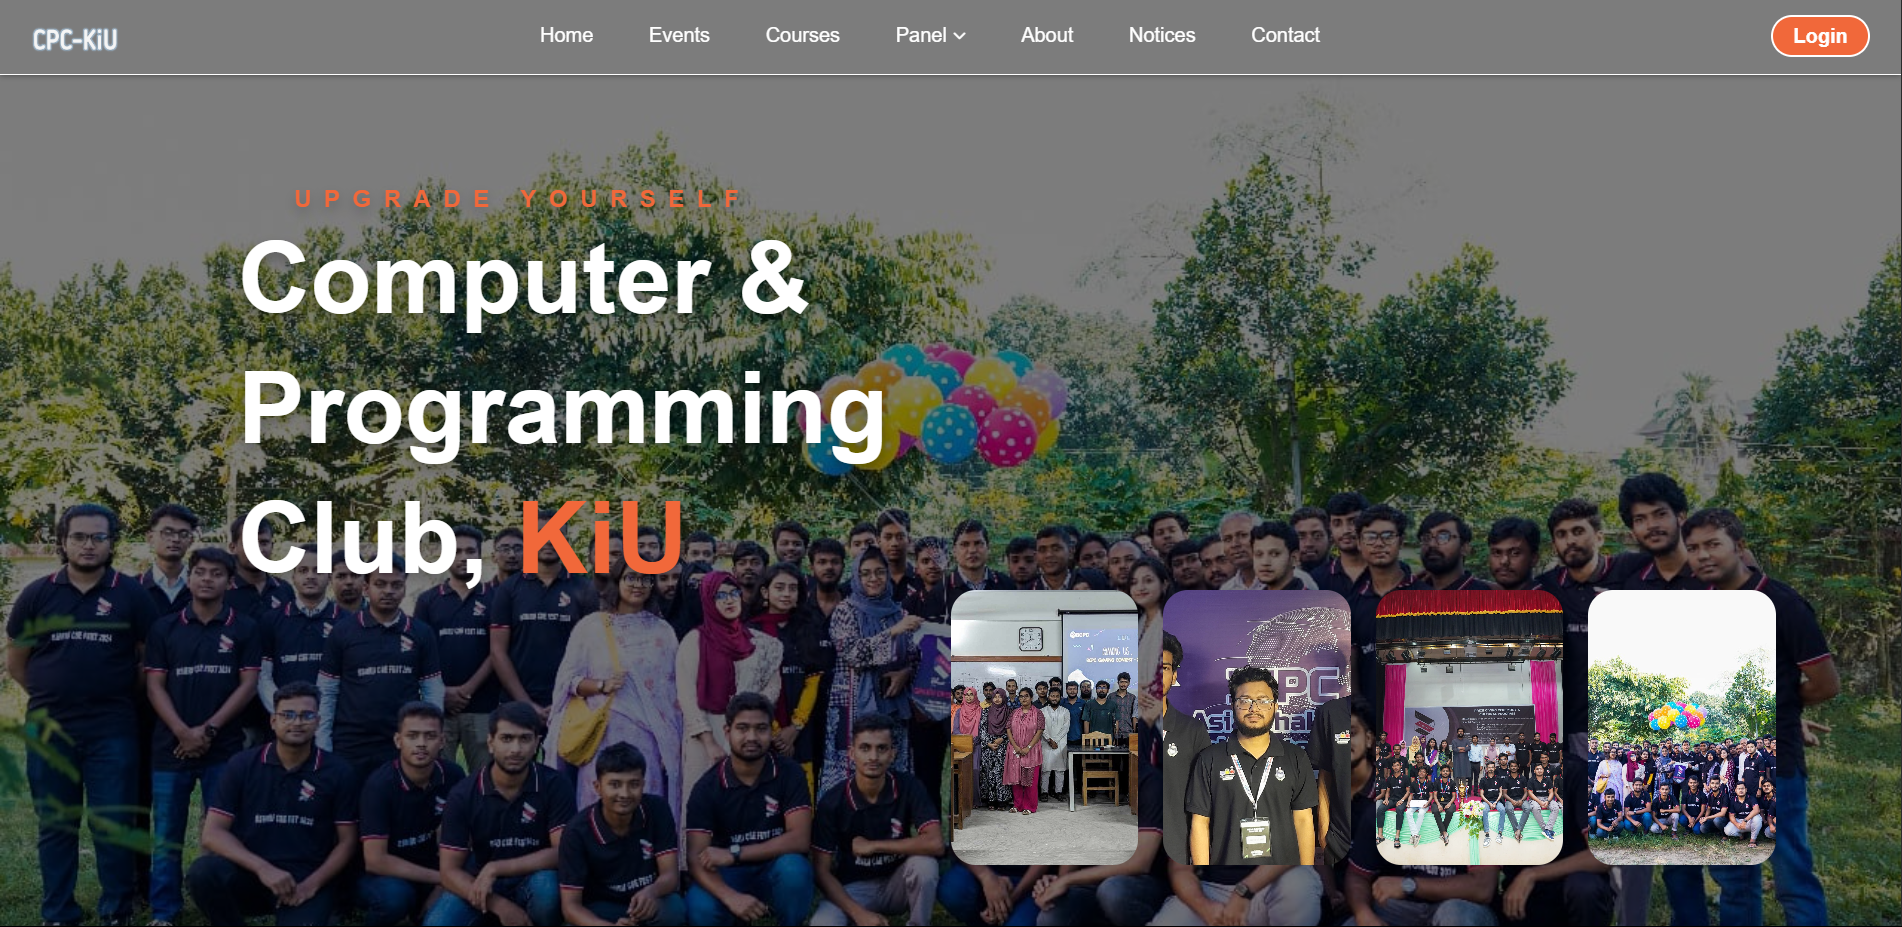 CPC-KiU
Home
Events
Courses
Panel
About
Notices
Contact
Login
UPGRADE YOURSELF
Computer &
Programming
Club, KiU